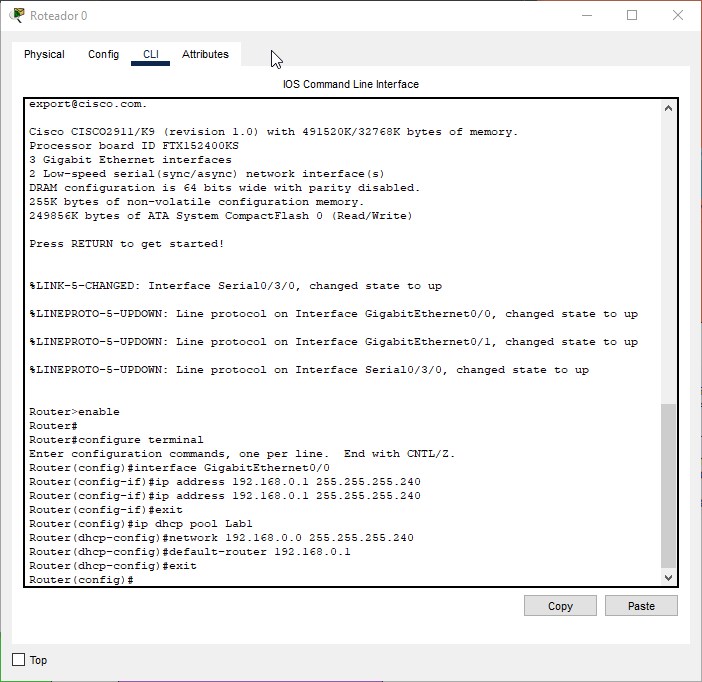 Roteador 0
Physical Config CLI Attributes
IOS Command Line Interface
export@cisco.com.
Cisco CISCO2911/K9 (revision 1.0) with 491520K/32768K bytes of memory.
Processor board ID FTX152400KS
3 Gigabit Ethernet interfaces
2 Low-speed serial(sync/async) network interface(s)
DRAM configuration is 64 bits wide with parity disabled.
255K bytes of non-volatile configuration memory.
249856K bytes of ATA System CompactFlash 0 (Read/Write)
Press RETURN to get started!
%LINK-5-CHANGED: Interface Serial0/3/0, changed state to up
%LINEPROTO-5-UPDOWN: Line protocol on Interface GigabitEthernet0/0, changed state to up
%LINEPROTO-5-UPDOWN: Line protocol on Interface GigabitEthernet0/1, changed state to up
%LINEPROTO-5-UPDOWN: Line protocol on Interface Serial0/3/0, changed state to up
Router>enable
Router#
Router#configure terminal
Enter configuration commands, one per line.  End with CNTL/Z.
Router(config)#interface GigabitEthernet0/0
Router(config-if)#ip address 192.168.0.1 255.255.255.240
Router(config-if)#ip address 192.168.0.1 255.255.255.240
Router(config-if)#exit
Router(config)#ip dhcp pool Lab1
Router(dhcp-config)#network 192.168.0.0 255.255.255.240
Router(dhcp-config)#default-router 192.168.0.1
Router(dhcp-config)#exit
Router(config)#
Copy Paste
Top